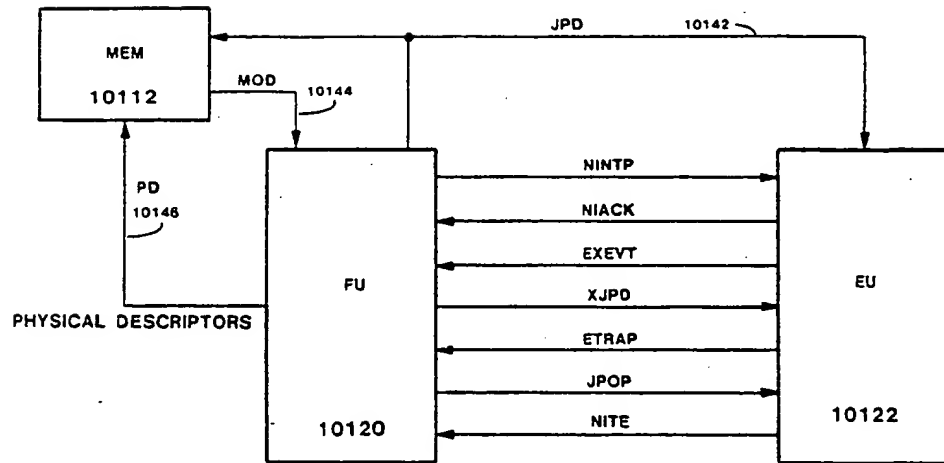 JPD
10142
MEM
10112
MOD
10144
PD
10146
PHYSICAL DESCRIPTORS
FU
10120
NINTP
NIACK
EXEVT
XJPD
ETRAP
JPOP
NITE
EU
10122